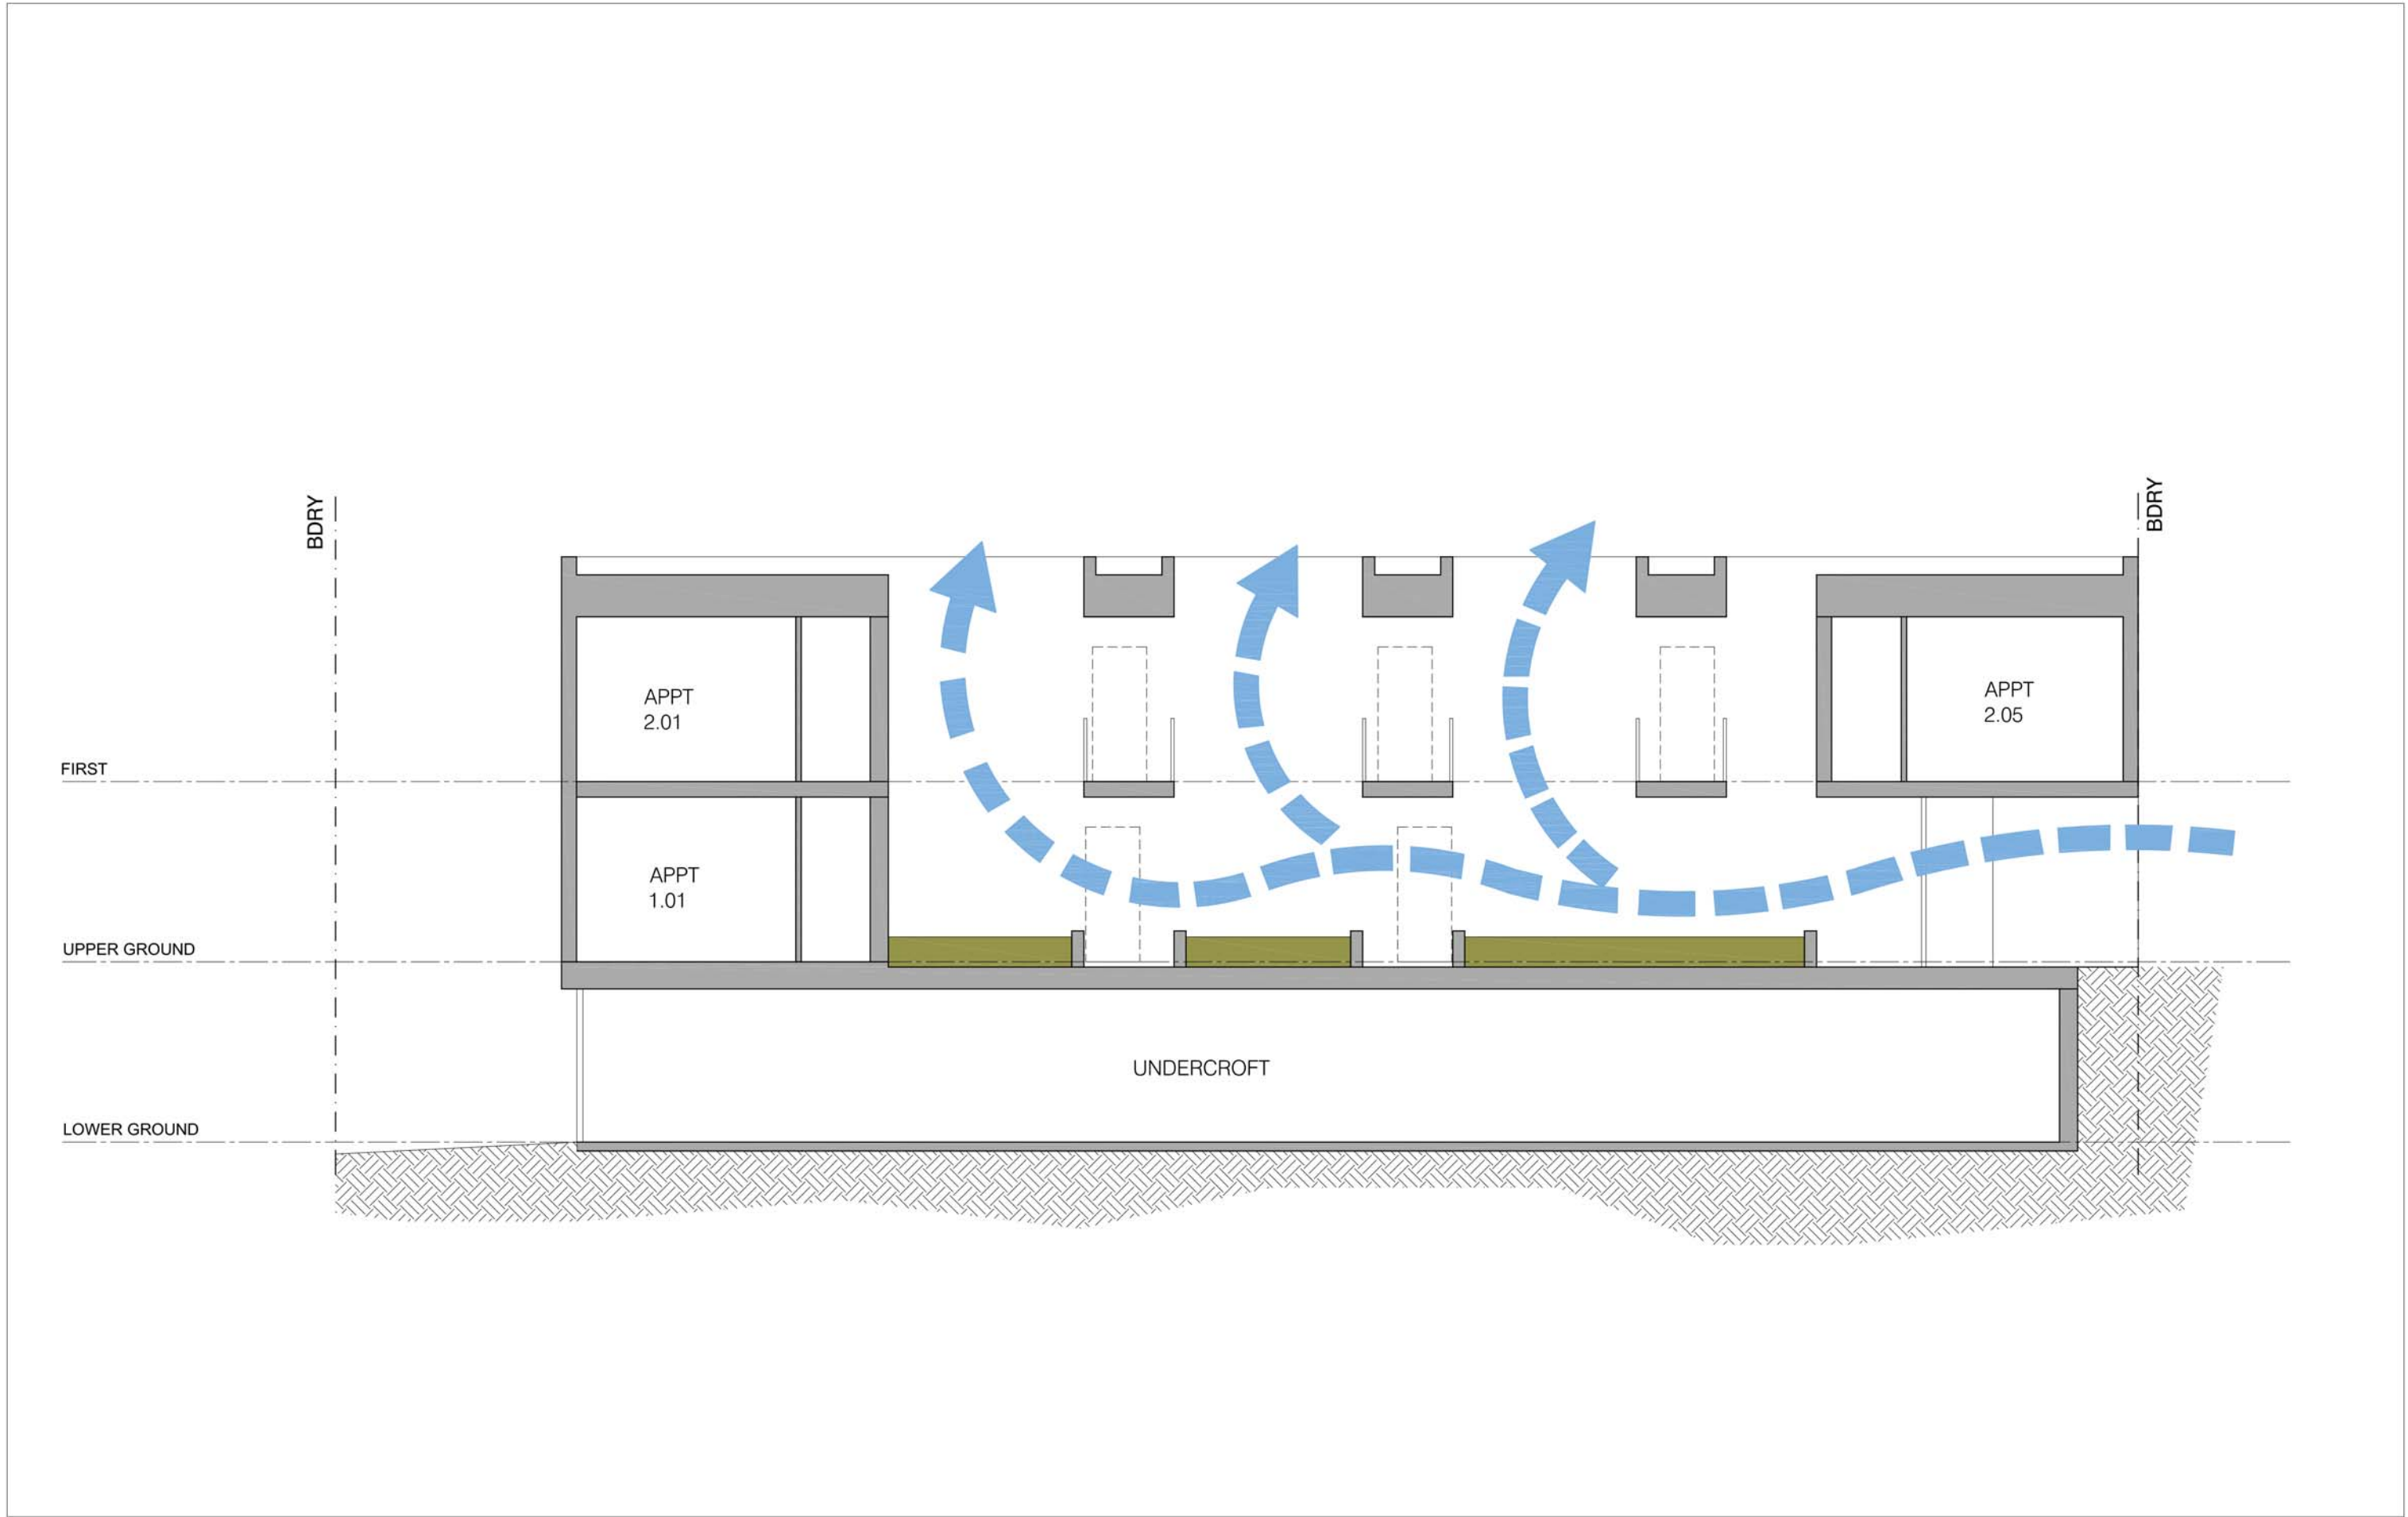 BDRY
BDRY
APPT
2.01
APPT
2.05
FIRST
APPT
1.01
UPPER GROUND
UNDERCROFT
LOWER GROUND